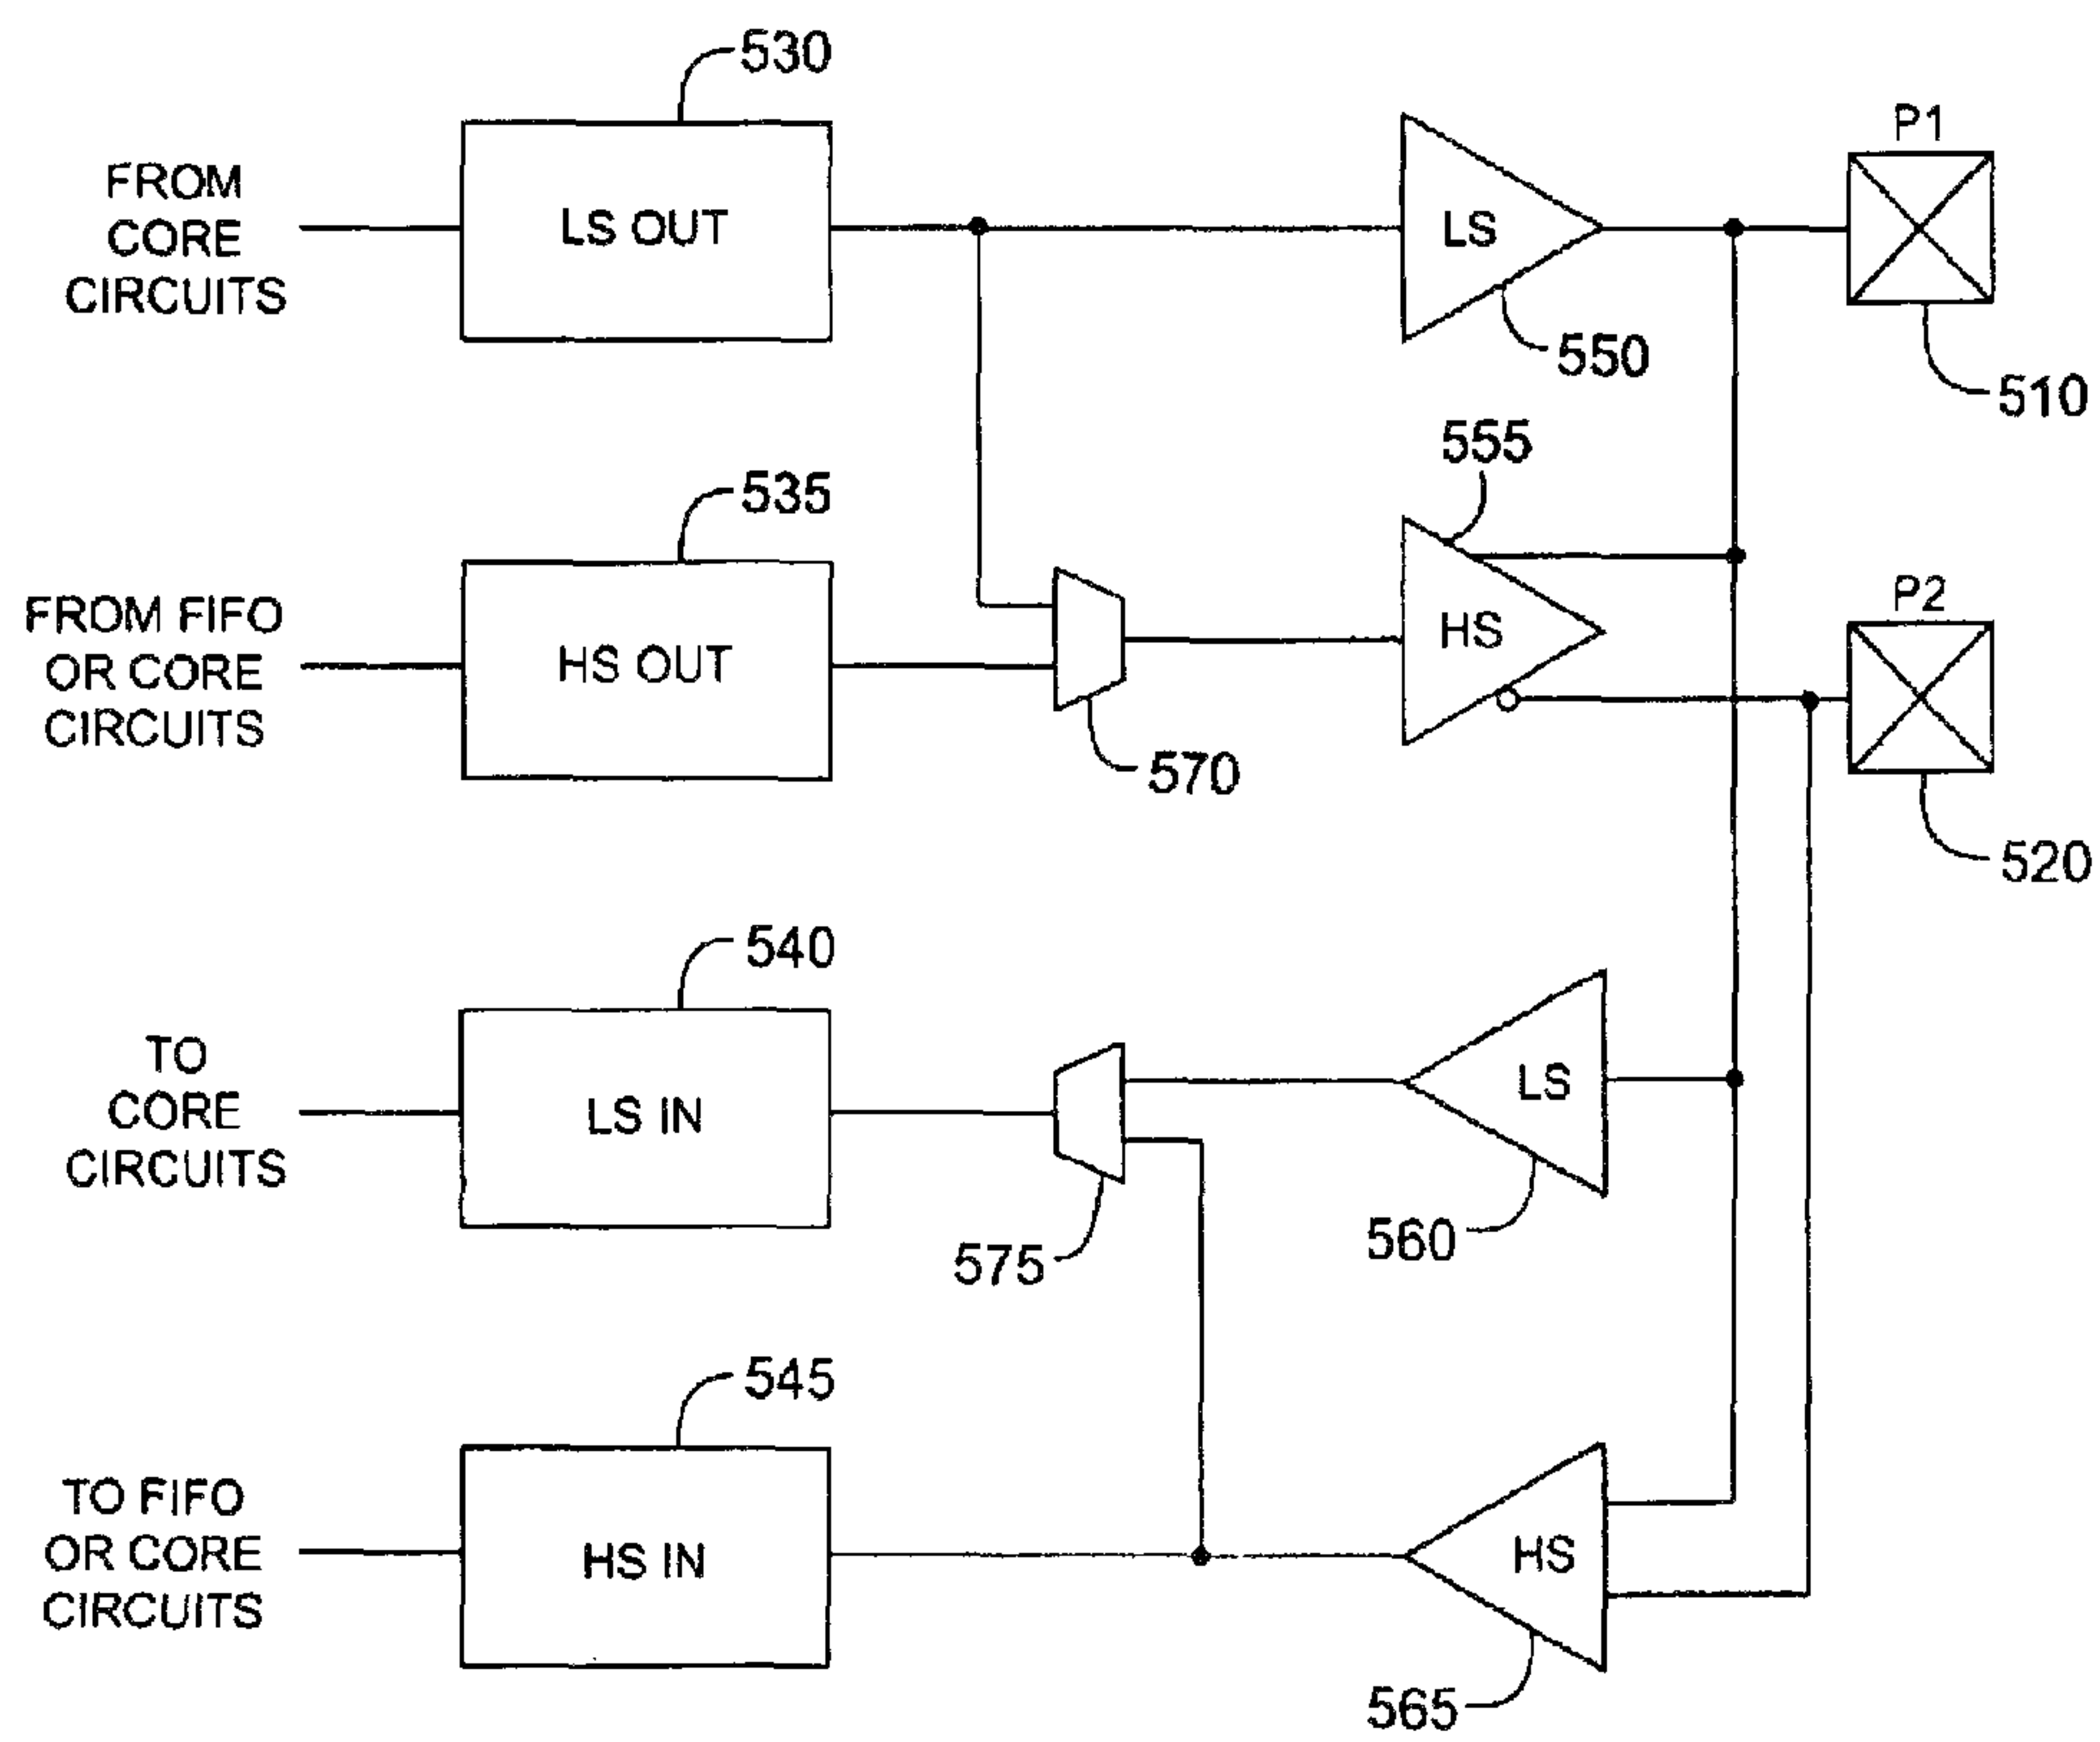 530
P1
FROM
CORE
CIRCUITS
LS OUT
LS
550
510
555
535
P2
FROM FIFO
OR CORE
CIRCUITS
HS OUT
HS
570
520
540
TO
CORE
CIRCUITS
LS IN
LS
575
560
545
TO FIFO
OR CORE
CIRCUITS
HS IN
HS
565